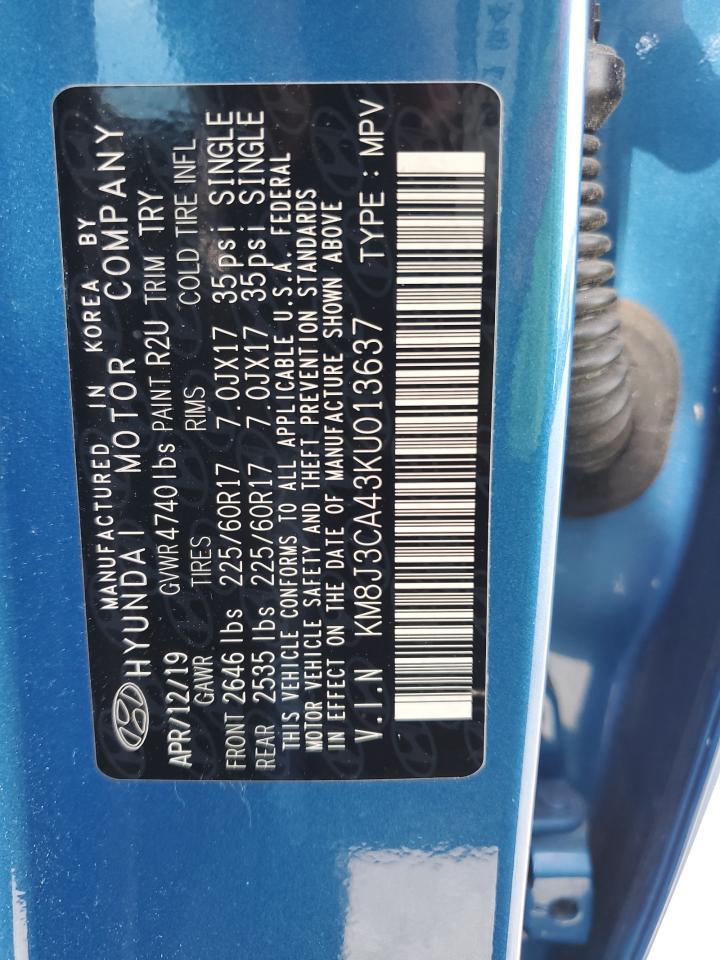 MANUFACTURED IN KOREA BY
HYUNDAI MOTOR COMPANY
APR/12/19 GVWR 4740lbs PAINT R2U TRIM TRY
GAWR TIRES RIMS COLD TIRE INFL
FRONT 2646 lbs 225/60R17 7.0JX17 35psi SINGLE
REAR 2535 lbs 225/60R17 7.0JX17 35psi SINGLE
THIS VEHICLE CONFORMS TO ALL APPLICABLE U.S.A. FEDERAL
MOTOR VEHICLE SAFETY AND THEFT PREVENTION STANDARDS
IN EFFECT ON THE DATE OF MANUFACTURE SHOWN ABOVE
V.I.N KM8J3CA43KU013637 TYPE : MPV